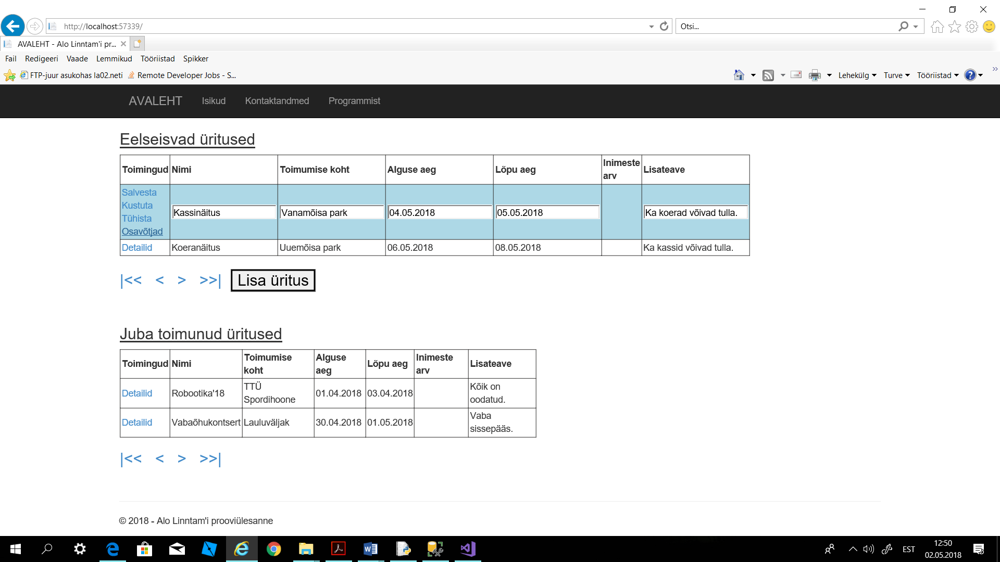 http://localhost:57339/
Otsi...
AVALEHT - Alo Linntam'i pr...
Fail Redigeeri Vaade Lemmikud Tööriistad Spikker
FTP-juur asukohas la02.neti Remote Developer Jobs - S...
Lehekülg Turve Tööriistad
AVALEHT Isikud Kontaktandmed Programmist
Eelseisvad üritused
Toimingud Nimi Toimumise koht Alguse aeg Lõpu aeg Inimeste arv Lisateave
Salvesta
Kustuta
Tühista
Osavõtjad
Kassinäitus Vanamõisa park 04.05.2018 05.05.2018 Ka koerad võivad tulla.
Detailid Koeranäitus Uuemõisa park 06.05.2018 08.05.2018 Ka kassid võivad tulla.
|<< < > >>| Lisa üritus
Juba toimunud üritused
Toimingud Nimi Toimumise koht Alguse aeg Lõpu aeg Inimeste arv Lisateave
Detailid Robootika'18 TTÜ Spordihoone 01.04.2018 03.04.2018 Kõik on oodatud.
Detailid Vabaõhukontsert Lauluväljak 30.04.2018 01.05.2018 Vaba sissepääs.
|<< < > >>|
© 2018 - Alo Linntam'i prooviülesanne
EST
12:50
02.05.2018